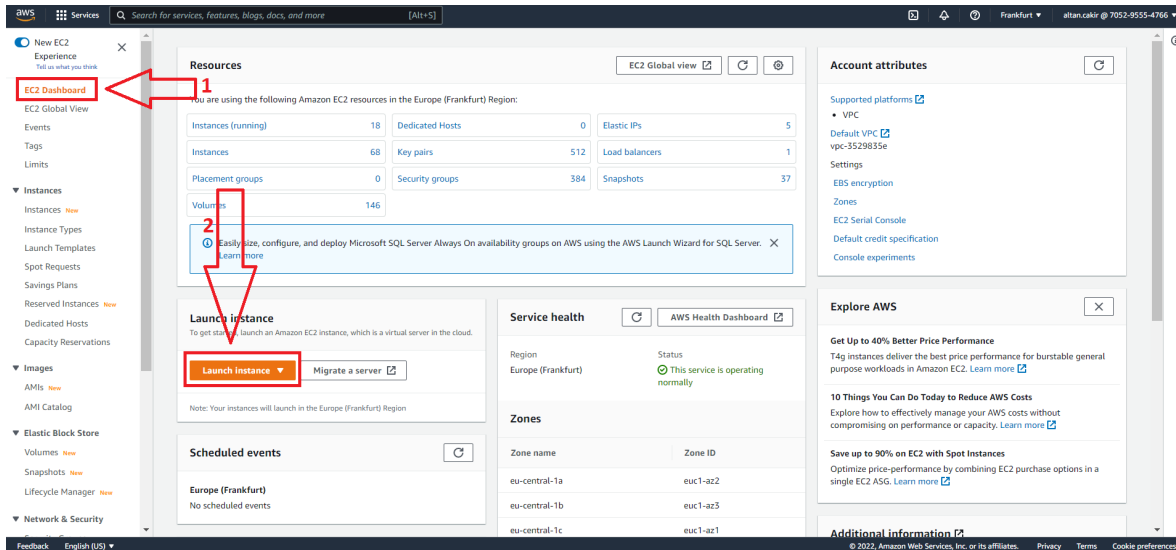 aws Services Search for services, features, blogs, docs, and more [Alt+S] Frankfurt ▼ altan.cakir @ 7052-9555-4766 ▼
New EC2
Experience
Tell us what you think
EC2 Dashboard
EC2 Global View
Events
Tags
Limits
▼ Instances
Instances New
Instance Types
Launch Templates
Spot Requests
Savings Plans
Reserved Instances New
Dedicated Hosts
Capacity Reservations
▼ Images
AMIs New
AMI Catalog
▼ Elastic Block Store
Volumes New
Snapshots New
Lifecycle Manager New
▼ Network & Security
1
2
Resources
EC2 Global view
You are using the following Amazon EC2 resources in the Europe (Frankfurt) Region:
Instances (running) 18 Dedicated Hosts 0 Elastic IPs 5
Instances 68 Key pairs 512 Load balancers 1
Placement groups 0 Security groups 384 Snapshots 37
Volumes 146
Easily size, configure, and deploy Microsoft SQL Server Always On availability groups on AWS using the AWS Launch Wizard for SQL Server.
Learn more
Launch instance
To get started, launch an Amazon EC2 instance, which is a virtual server in the cloud.
Launch instance ▼ Migrate a server
Note: Your instances will launch in the Europe (Frankfurt) Region
Scheduled events
Europe (Frankfurt)
No scheduled events
Service health
AWS Health Dashboard
Region Status
Europe (Frankfurt) This service is operating
normally
Zones
Zone name Zone ID
eu-central-1a euc1-az2
eu-central-1b euc1-az3
eu-central-1c euc1-az1
Account attributes
Supported platforms
• VPC
Default VPC
vpc-3529835e
Settings
EBS encryption
Zones
EC2 Serial Console
Default credit specification
Console experiments
Explore AWS
Get Up to 40% Better Price Performance
T4g instances deliver the best price performance for burstable general
purpose workloads in Amazon EC2. Learn more
10 Things You Can Do Today to Reduce AWS Costs
Explore how to effectively manage your AWS costs without
compromising on performance or capacity. Learn more
Save up to 90% on EC2 with Spot Instances
Optimize price-performance by combining EC2 purchase options in a
single EC2 ASG. Learn more
Additional information
Feedback English (US) ▼ © 2022, Amazon Web Services, Inc. or its affiliates. Privacy Terms Cookie preferences